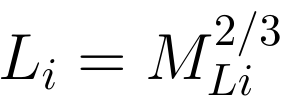 $L_i = M_{Li}^{2/3}$